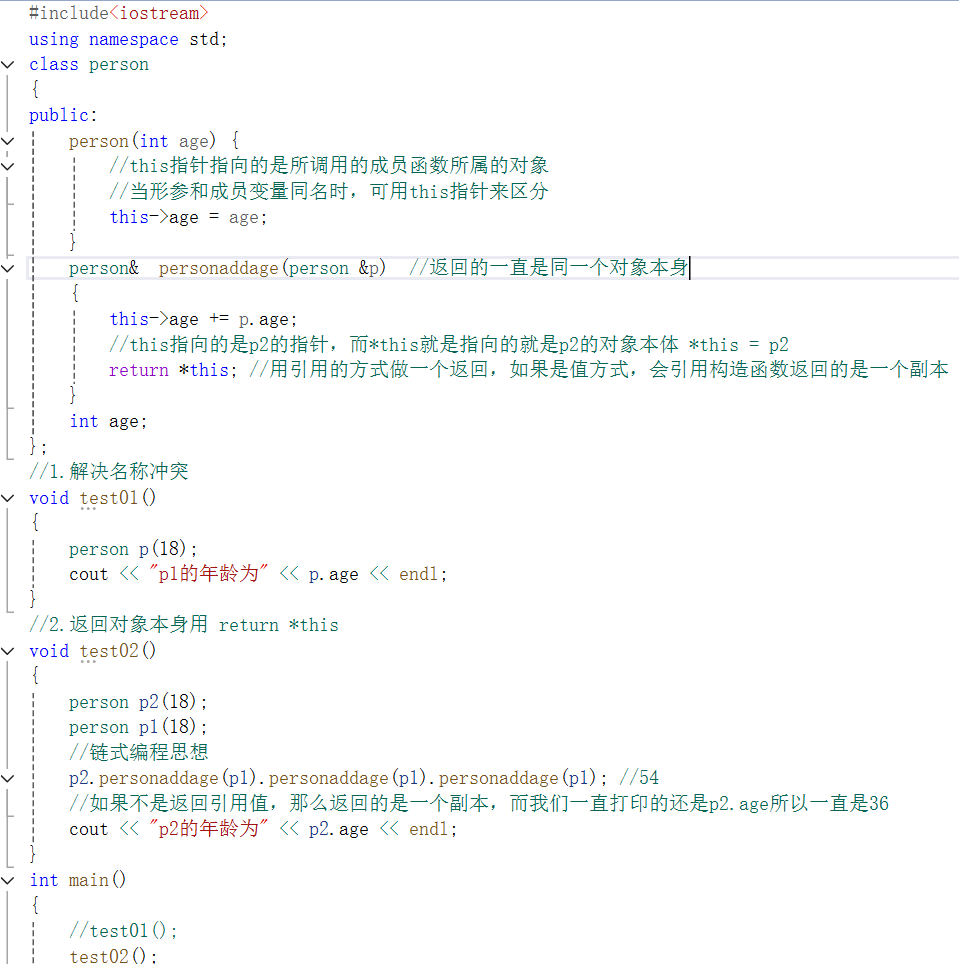 #include<iostream>
using namespace std;
class person
{
public:
person(int age) {
//this指针指向的是所调用的成员函数所属的对象
//当形参和成员变量同名时，可用this指针来区分
this->age = age;
}
person&  personaddage(person &p)  //返回的一直是同一个对象本身
{
this->age += p.age;
//this指向的是p2的指针，而*this就是指向的就是p2的对象本体 *this = p2
return *this; //用引用的方式做一个返回，如果是值方式，会引用构造函数返回的是一个副本
}
int age;
};
//1.解决名称冲突
void test01()
{
person p(18);
cout << "p1的年龄为" << p.age << endl;
}
//2.返回对象本身用 return *this
void test02()
{
person p2(18);
person p1(18);
//链式编程思想
p2.personaddage(p1).personaddage(p1).personaddage(p1); //54
//如果不是返回引用值，那么返回的是一个副本，而我们一直打印的还是p2.age所以一直是36
cout << "p2的年龄为" << p2.age << endl;
}
int main()
{
//test01();
test02();